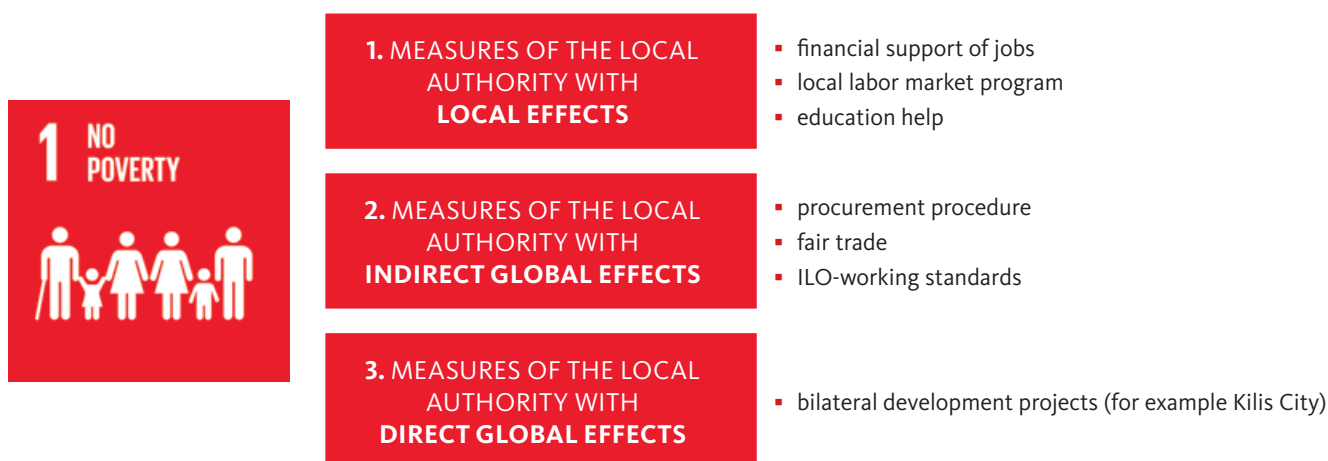 1 NO
POVERTY
1. MEASURES OF THE LOCAL
AUTHORITY WITH
LOCAL EFFECTS
▪ financial support of jobs
▪ local labor market program
▪ education help
2. MEASURES OF THE LOCAL
AUTHORITY WITH
INDIRECT GLOBAL EFFECTS
▪ procurement procedure
▪ fair trade
▪ ILO-working standards
3. MEASURES OF THE LOCAL
AUTHORITY WITH
DIRECT GLOBAL EFFECTS
▪ bilateral development projects (for example Kilis City)